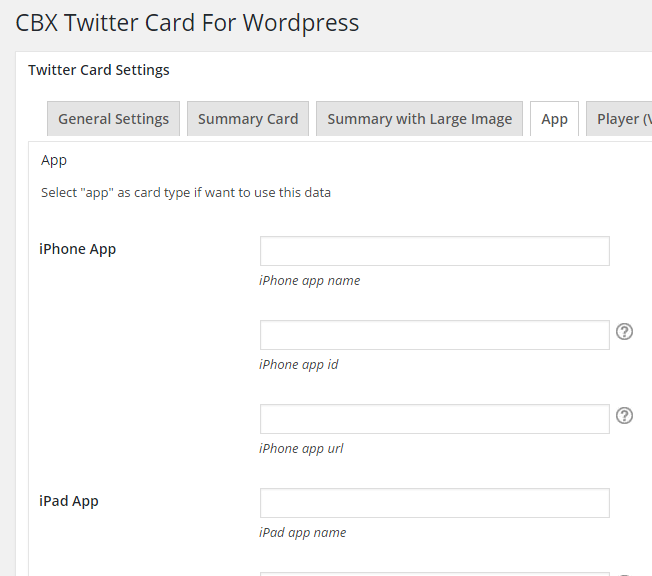 CBX Twitter Card For Wordpress
Twitter Card Settings
General Settings Summary Card Summary with Large Image App Player (V
App
Select "app" as card type if want to use this data
iPhone App
iPhone app name
iPhone app id
iPhone app url
iPad App
iPad app name